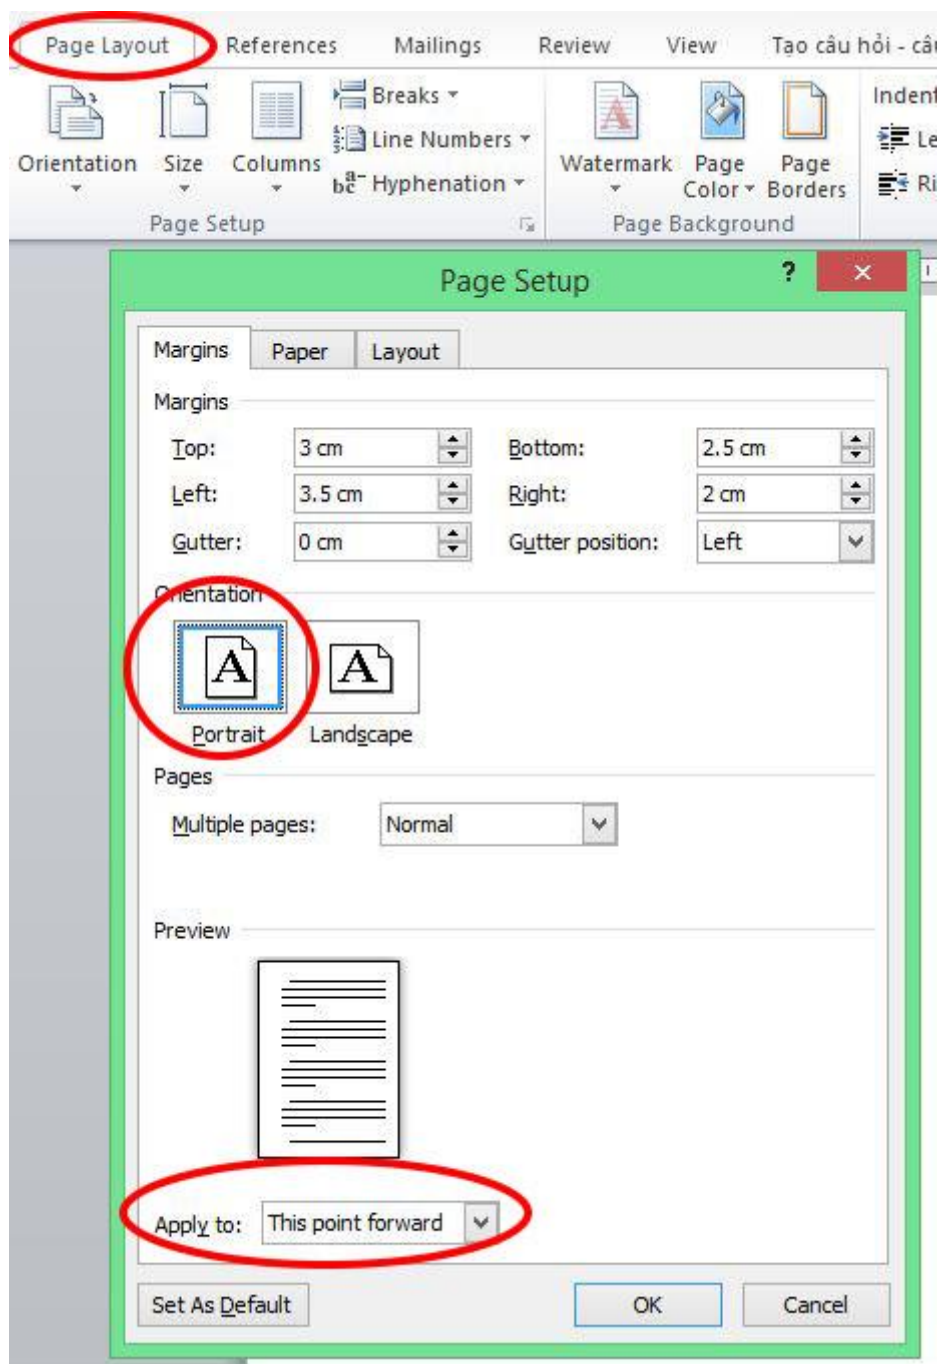 Page Layout References Mailings Review View Tạo câu hỏi - câu
Breaks
Line Numbers
Hyphenation
Orientation Size Columns
Watermark Page Color Page Borders
Page Setup Page Background
Page Setup ?
Margins Paper Layout
Margins
Top: 3 cm Bottom: 2.5 cm
Left: 3.5 cm Right: 2 cm
Gutter: 0 cm Gutter position: Left
Orientation
A A
Portrait Landscape
Pages
Multiple pages: Normal
Preview
Apply to: This point forward
Set As Default OK Cancel